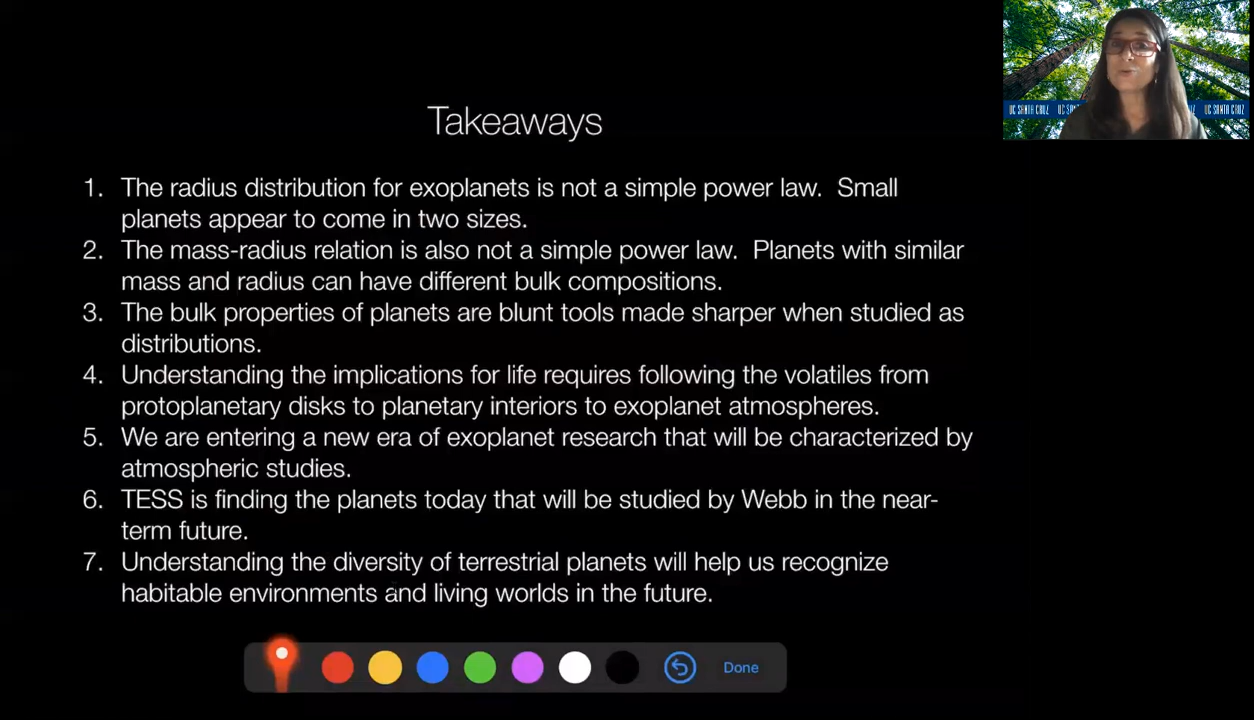 Takeaways
1. The radius distribution for exoplanets is not a simple power law.  Small
planets appear to come in two sizes.
2. The mass-radius relation is also not a simple power law.  Planets with similar
mass and radius can have different bulk compositions.
3. The bulk properties of planets are blunt tools made sharper when studied as
distributions.
4. Understanding the implications for life requires following the volatiles from
protoplanetary disks to planetary interiors to exoplanet atmospheres.
5. We are entering a new era of exoplanet research that will be characterized by
atmospheric studies.
6. TESS is finding the planets today that will be studied by Webb in the near-
term future.
7. Understanding the diversity of terrestrial planets will help us recognize
habitable environments and living worlds in the future.
Done
UC SANTA CRUZ UC SANTA CRUZ